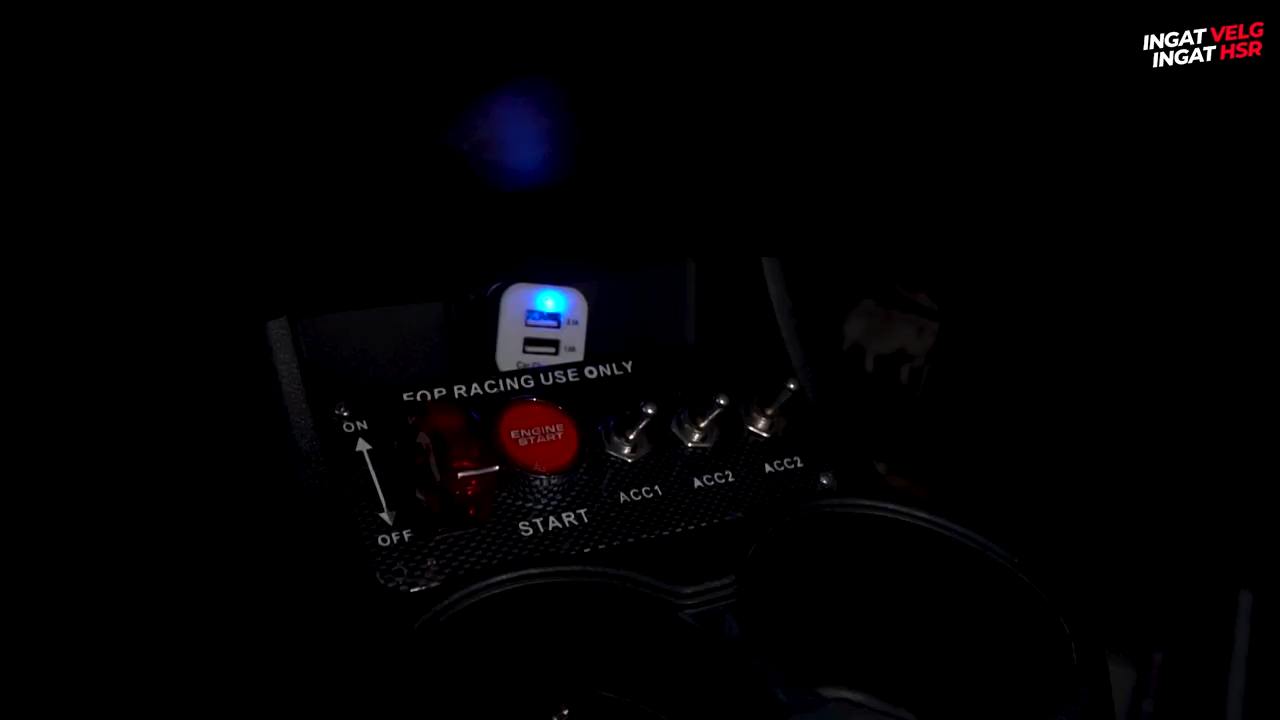 INGAT VELG
INGAT HSR
FOR RACING USE ONLY
ON
ENGINE
START
OFF
START
ACC1
ACC2
ACC2